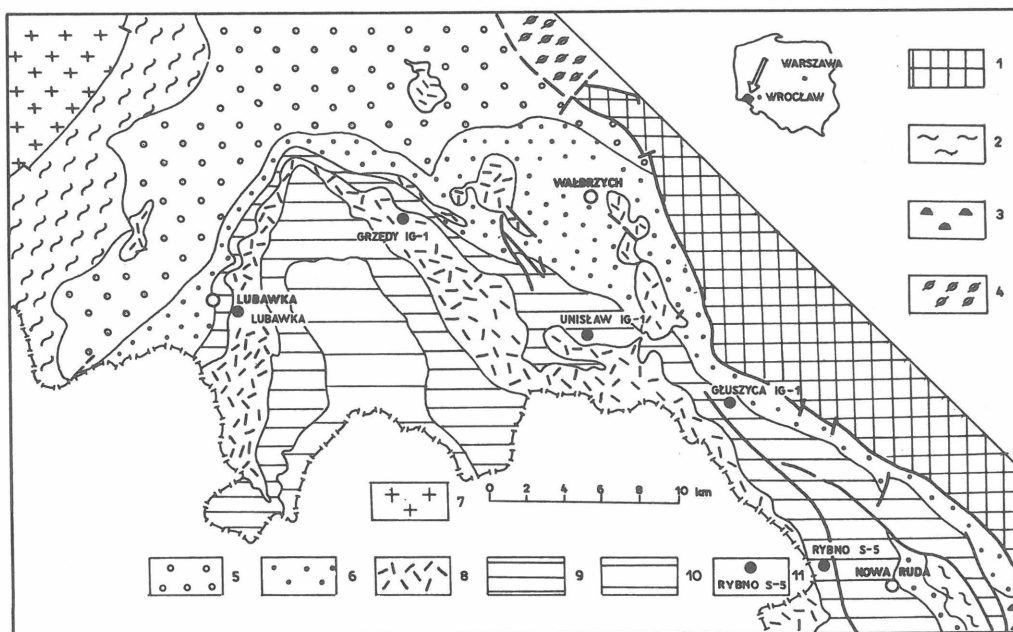 WARSZAWA
WROCŁAW
1
2
3
4
WAŁBRZYCH
GRZĘDY IG-1
LUBAWKA
LUBAWKA
UNISŁAW IG-1
GŁUSZYCA IG-1
7
0 2 4 6 8 10 km
RYBNO S-5
NOWA RUDA
5
6
8
9
10
RYBNO S-5
11